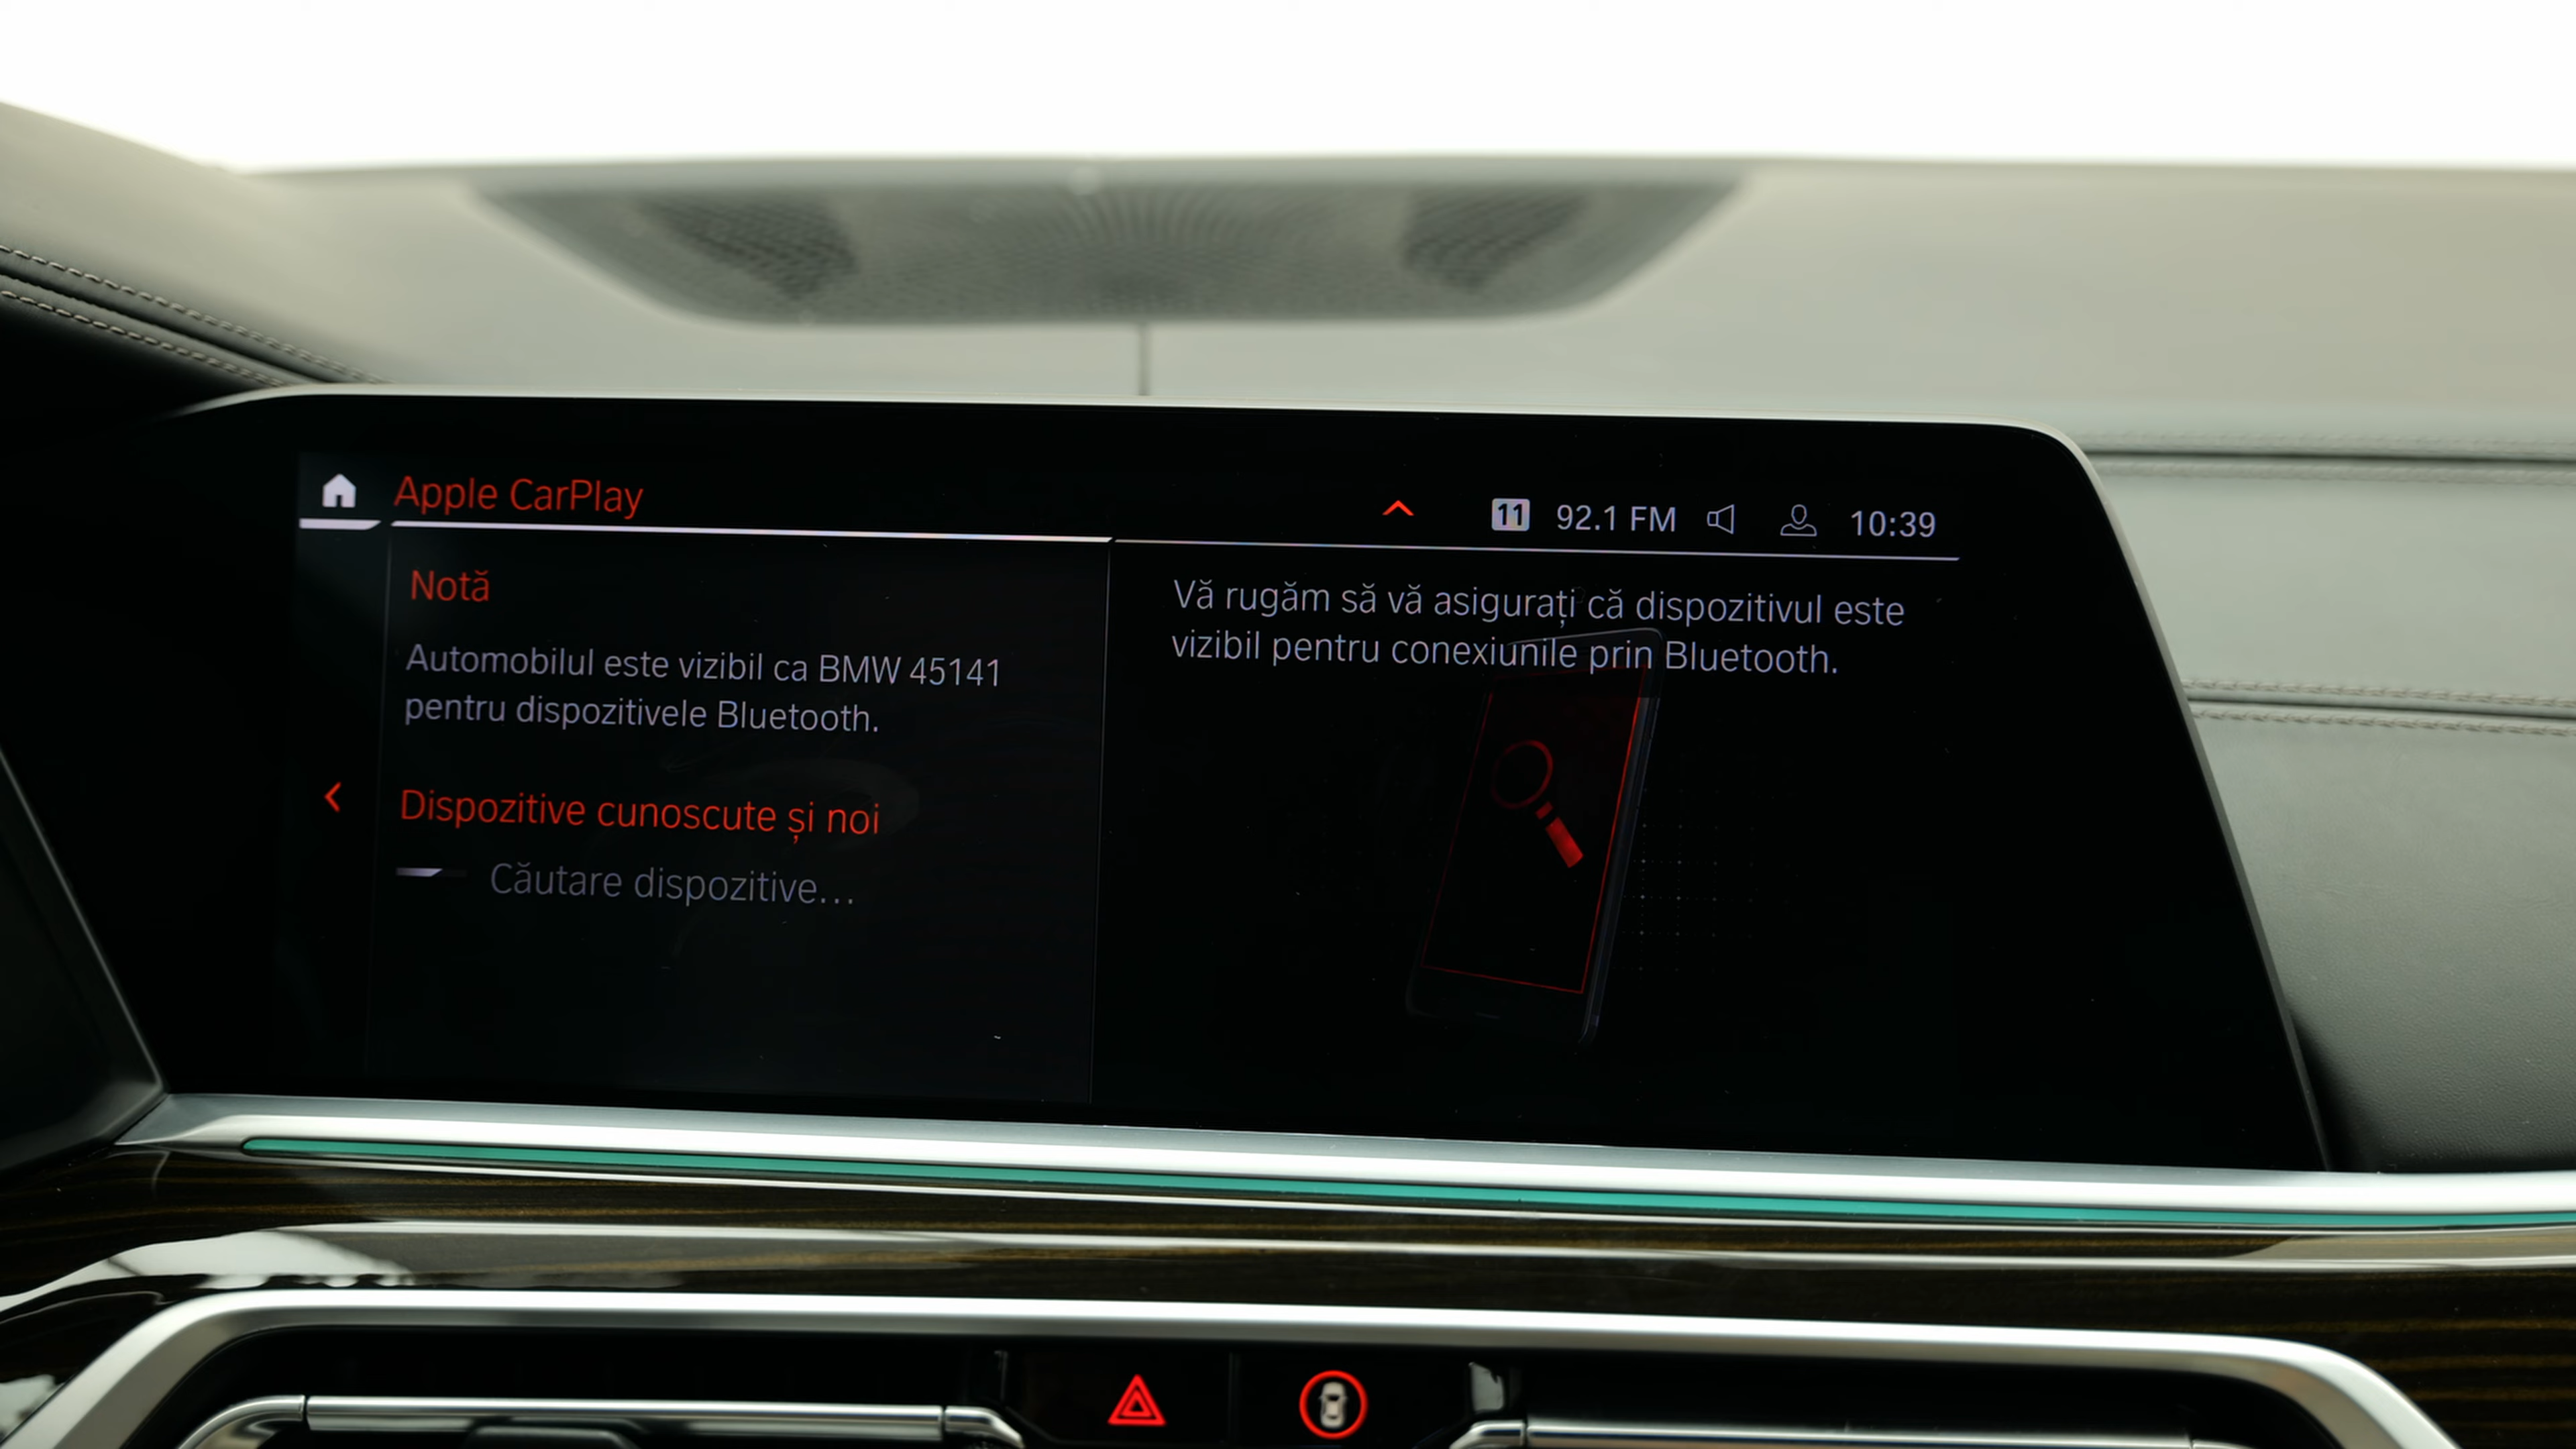 Apple CarPlay
11 92.1 FM 10:39
Notă
Automobilul este vizibil ca BMW 45141
pentru dispozitivele Bluetooth.
Dispozitive cunoscute și noi
Căutare dispozitive...
Vă rugăm să vă asigurați că dispozitivul este
vizibil pentru conexiunile prin Bluetooth.